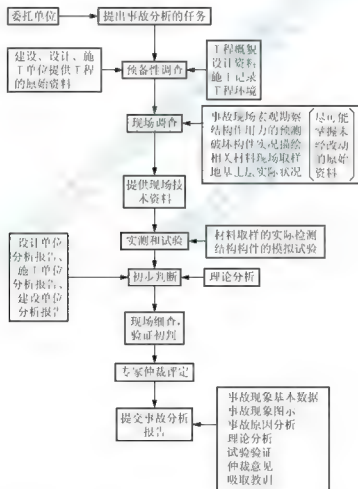 委托单位
提出事故分析的任务
建设、设计、施
工单位提供工程
的原始资料
预备性调查
工程概貌
设计资料
施工记录
工程环境
现场调查
事故现场宏观勘察
结构件作用力的预测
破坏构件实况描绘
相关材料现场取样
地基土层实际状况
尽可能
掌握未
经改动
的原始
资料
提供现场技
术资料
实测和试验
材料取样的实际检测
结构构件的模拟试验
设计单位
分析报告、
施工单位
分析报告、
建设单位
分析报告
初步判断
理论分析
现场细查,
验证初判
专家仲裁评定
提交事故分析
报告
事故现象基本数据
事故现象图示
事故原因分析
理论分析
试验验证
仲裁意见
吸取教训